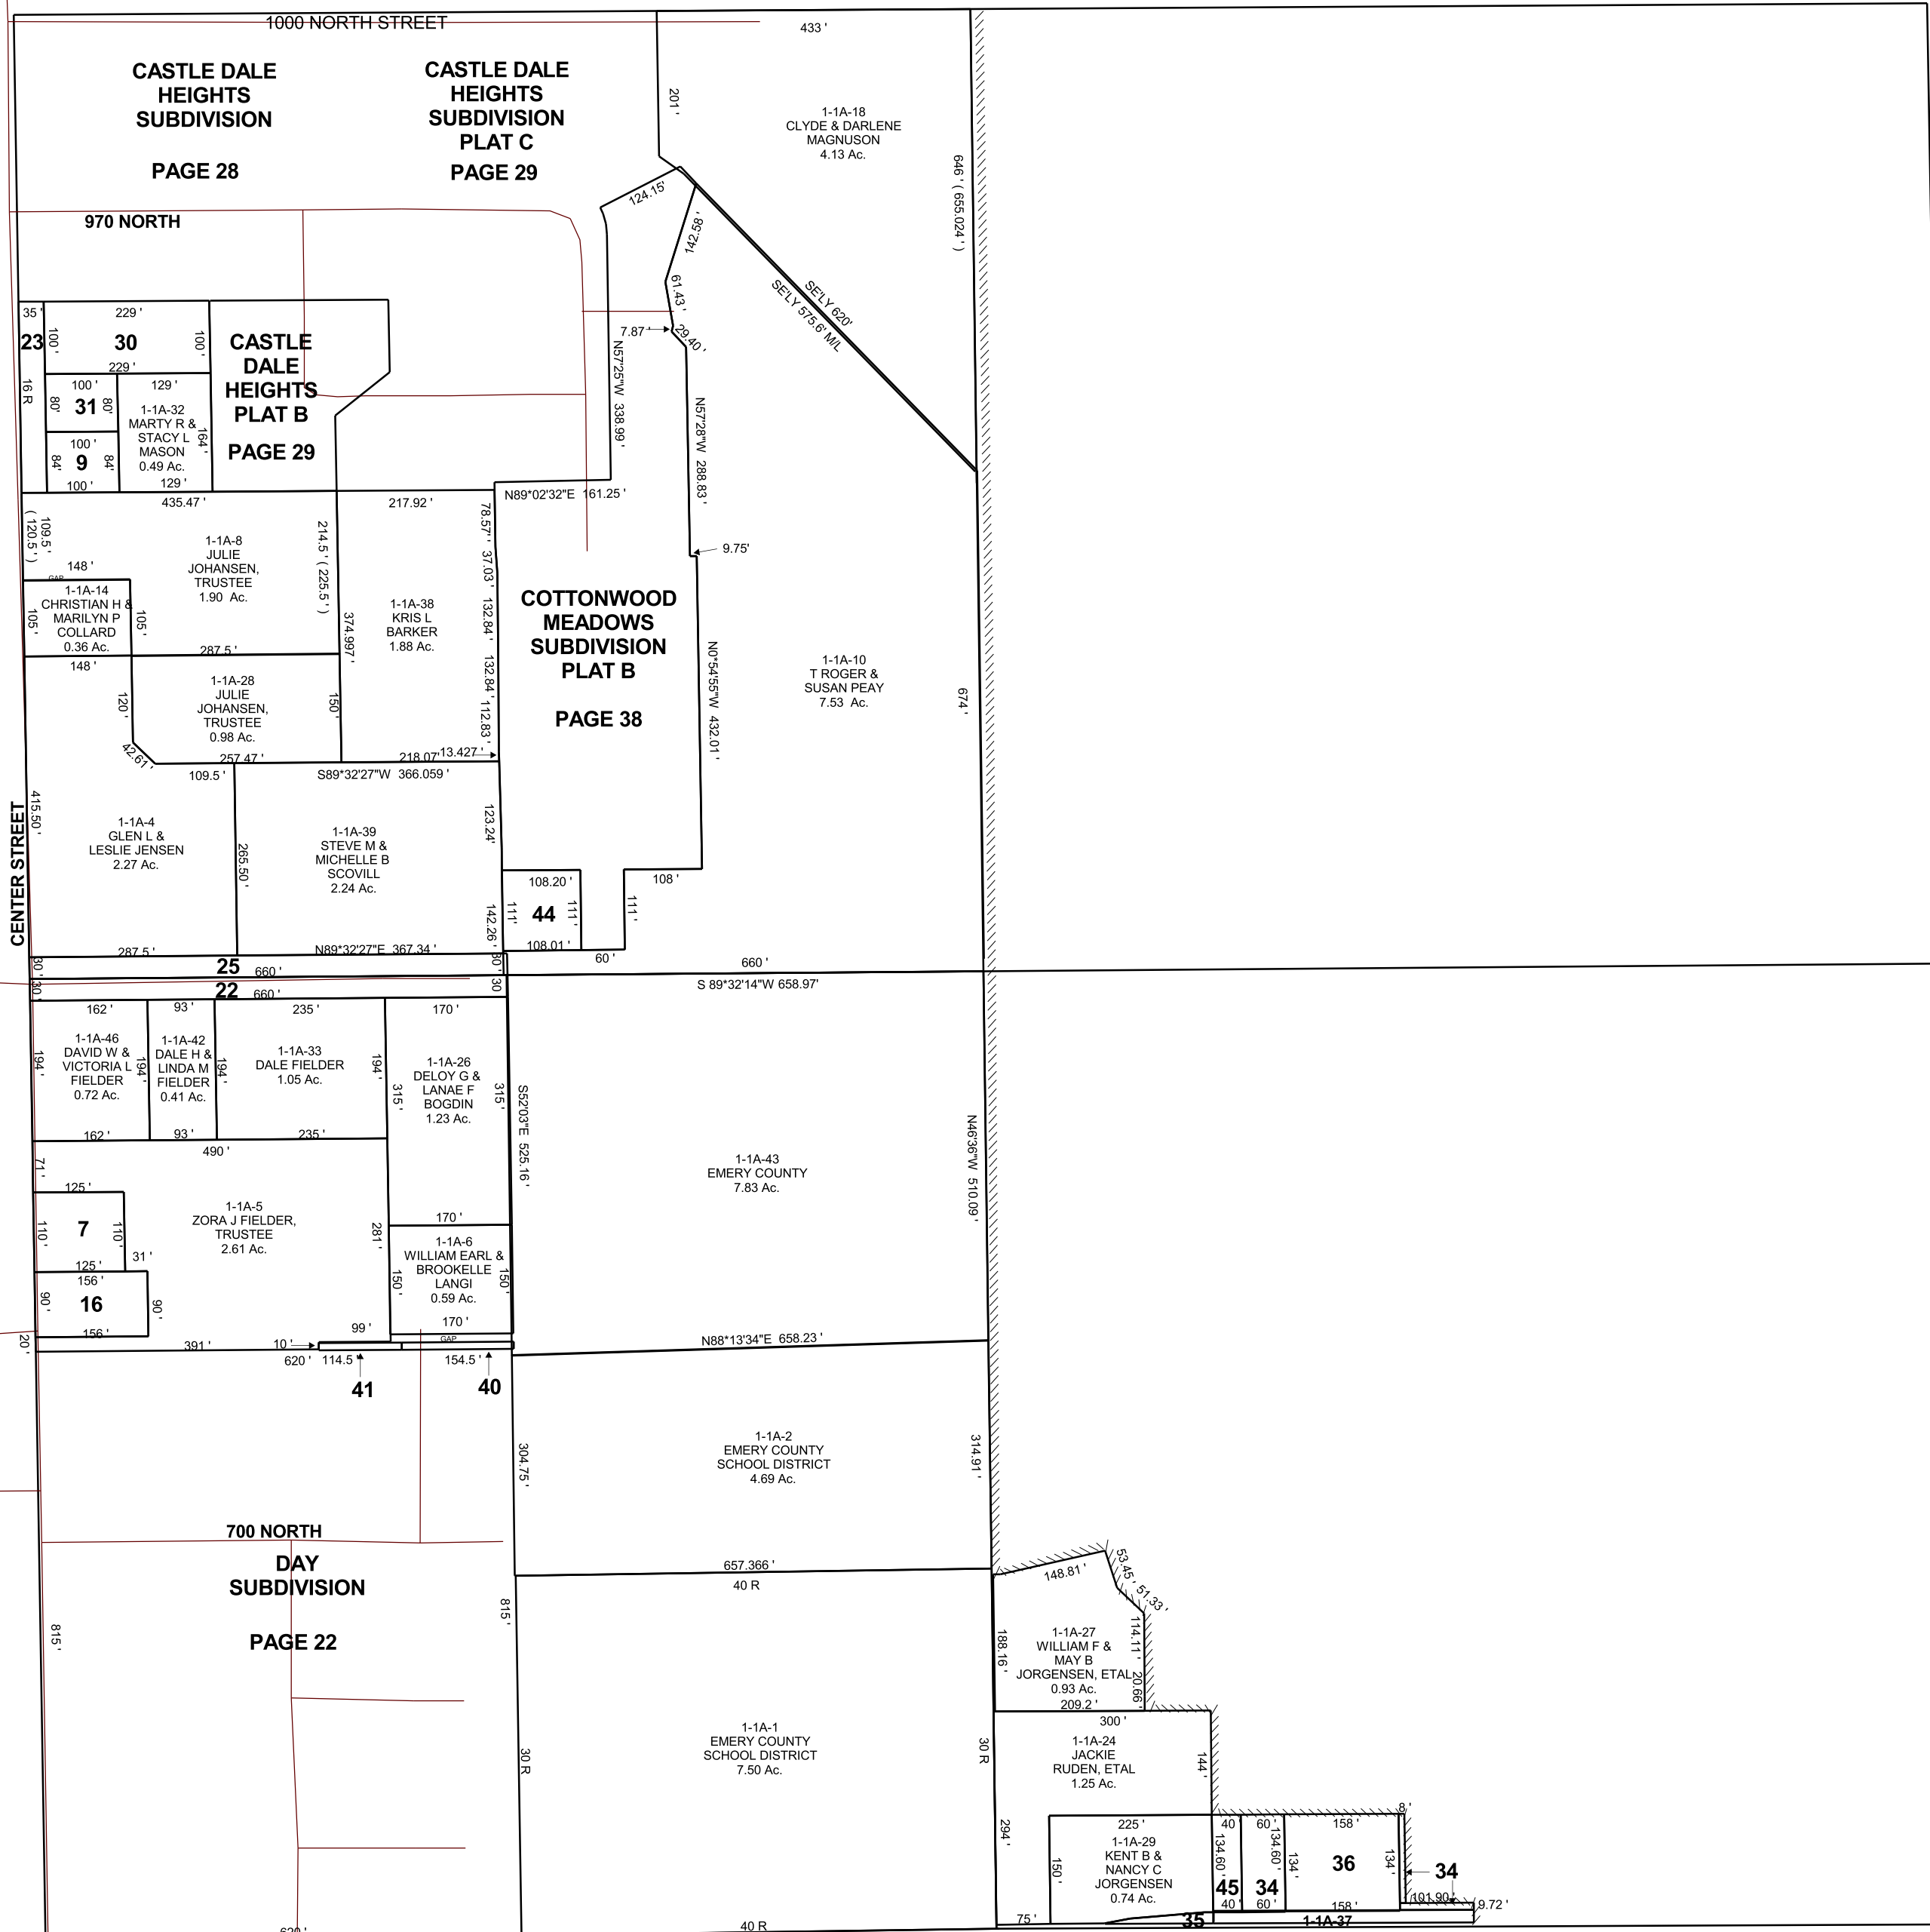 1000 NORTH STREET
433 '
CASTLE DALE
HEIGHTS
SUBDIVISION
PAGE 28
CASTLE DALE
HEIGHTS
SUBDIVISION
PLAT C
PAGE 29
201 '
1-1A-18
CLYDE & DARLENE
MAGNUSON
4.13 Ac.
646 ' ( 655.024 ' )
124.15'
142.58 '
970 NORTH
61.43 '
SE'LY 620'
SE'LY 575.6' M/L
7.87 '
29.40 '
35 '
229 '
23
100 '
30
100 '
229 '
CASTLE
DALE
HEIGHTS
PLAT B
PAGE 29
N57'25"W 338.99 '
16 R
100 '
129 '
80'
31
80'
1-1A-32
MARTY R &
STACY L
MASON
0.49 Ac.
164 '
100 '
84'
9
84'
100 '
129 '
N57'28"W 288.83 '
435.47 '
217.92 '
N89*02'32"E 161.25 '
109.5 '
( 120.5 ' )
1-1A-8
JULIE
JOHANSEN,
TRUSTEE
1.90 Ac.
214.5 ' ( 225.5 ' )
78.57 '
37.03 '
132.84 '
132.84 '
112.83 '
9.75'
148 '
GAP
1-1A-14
CHRISTIAN H &
MARILYN P
COLLARD
0.36 Ac.
105 '
105 '
287.5 '
148 '
374.997 '
1-1A-38
KRIS L
BARKER
1.88 Ac.
COTTONWOOD
MEADOWS
SUBDIVISION
PLAT B
PAGE 38
N0*54'55"W 432.01 '
1-1A-10
T ROGER &
SUSAN PEAY
7.53 Ac.
674 '
1-1A-28
JULIE
JOHANSEN,
TRUSTEE
0.98 Ac.
120 '
150 '
42.61 '
257.47 '
218.07'
13.427 '
109.5 '
S89*32'27"W 366.059 '
CENTER STREET
415.50 '
1-1A-4
GLEN L &
LESLIE JENSEN
2.27 Ac.
265.50 '
1-1A-39
STEVE M &
MICHELLE B
SCOVILL
2.24 Ac.
123.24'
142.26 '
108.20 '
111'
44
111 '
108.01 '
108 '
111 '
287.5 '
N89*32'27"E 367.34 '
60 '
660 '
30 '
25
660 '
30 '
30 '
22
660 '
30
S 89*32'14"W 658.97'
162 '
93 '
235 '
170 '
1-1A-46
DAVID W &
VICTORIA L
FIELDER
0.72 Ac.
194 '
194 '
1-1A-42
DALE H &
LINDA M
FIELDER
0.41 Ac.
194 '
1-1A-33
DALE FIELDER
1.05 Ac.
194 '
1-1A-26
DELOY G &
LANAE F
BOGDIN
1.23 Ac.
315 '
315 '
162 '
93 '
235 '
490 '
S52'03"E 525.16 '
1-1A-43
EMERY COUNTY
7.83 Ac.
N46'36"W 510.09 '
71 '
125 '
110 '
7
110 '
125 '
31 '
1-1A-5
ZORA J FIELDER,
TRUSTEE
2.61 Ac.
281 '
170 '
1-1A-6
WILLIAM EARL &
BROOKELLE
LANGI
0.59 Ac.
150 '
150 '
170 '
156 '
90 '
16
90 '
156 '
99 '
GAP
20 '
391 '
10 '
620 '
114.5 '
154.5 '
41
40
N88*13'34"E 658.23 '
304.75 '
1-1A-2
EMERY COUNTY
SCHOOL DISTRICT
4.69 Ac.
314.91 '
700 NORTH
DAY
SUBDIVISION
PAGE 22
657.366 '
40 R
815 '
815 '
148.81 '
53.45 '
51.33 '
114.11 '
20.66 '
188.16 '
1-1A-27
WILLIAM F &
MAY B
JORGENSEN, ETAL
0.93 Ac.
209.2 '
30 R
1-1A-1
EMERY COUNTY
SCHOOL DISTRICT
7.50 Ac.
30 R
300 '
1-1A-24
JACKIE
RUDEN, ETAL
1.25 Ac.
144 '
294 '
225 '
150 '
1-1A-29
KENT B &
NANCY C
JORGENSEN
0.74 Ac.
40 '
134.60 '
45
40 '
60 '
134.60 '
34
60 '
158 '
134 '
36
134 '
158 '
8 '
34
101.90 '
9.72 '
75 '
35
1-1A-37
40 R
620 '